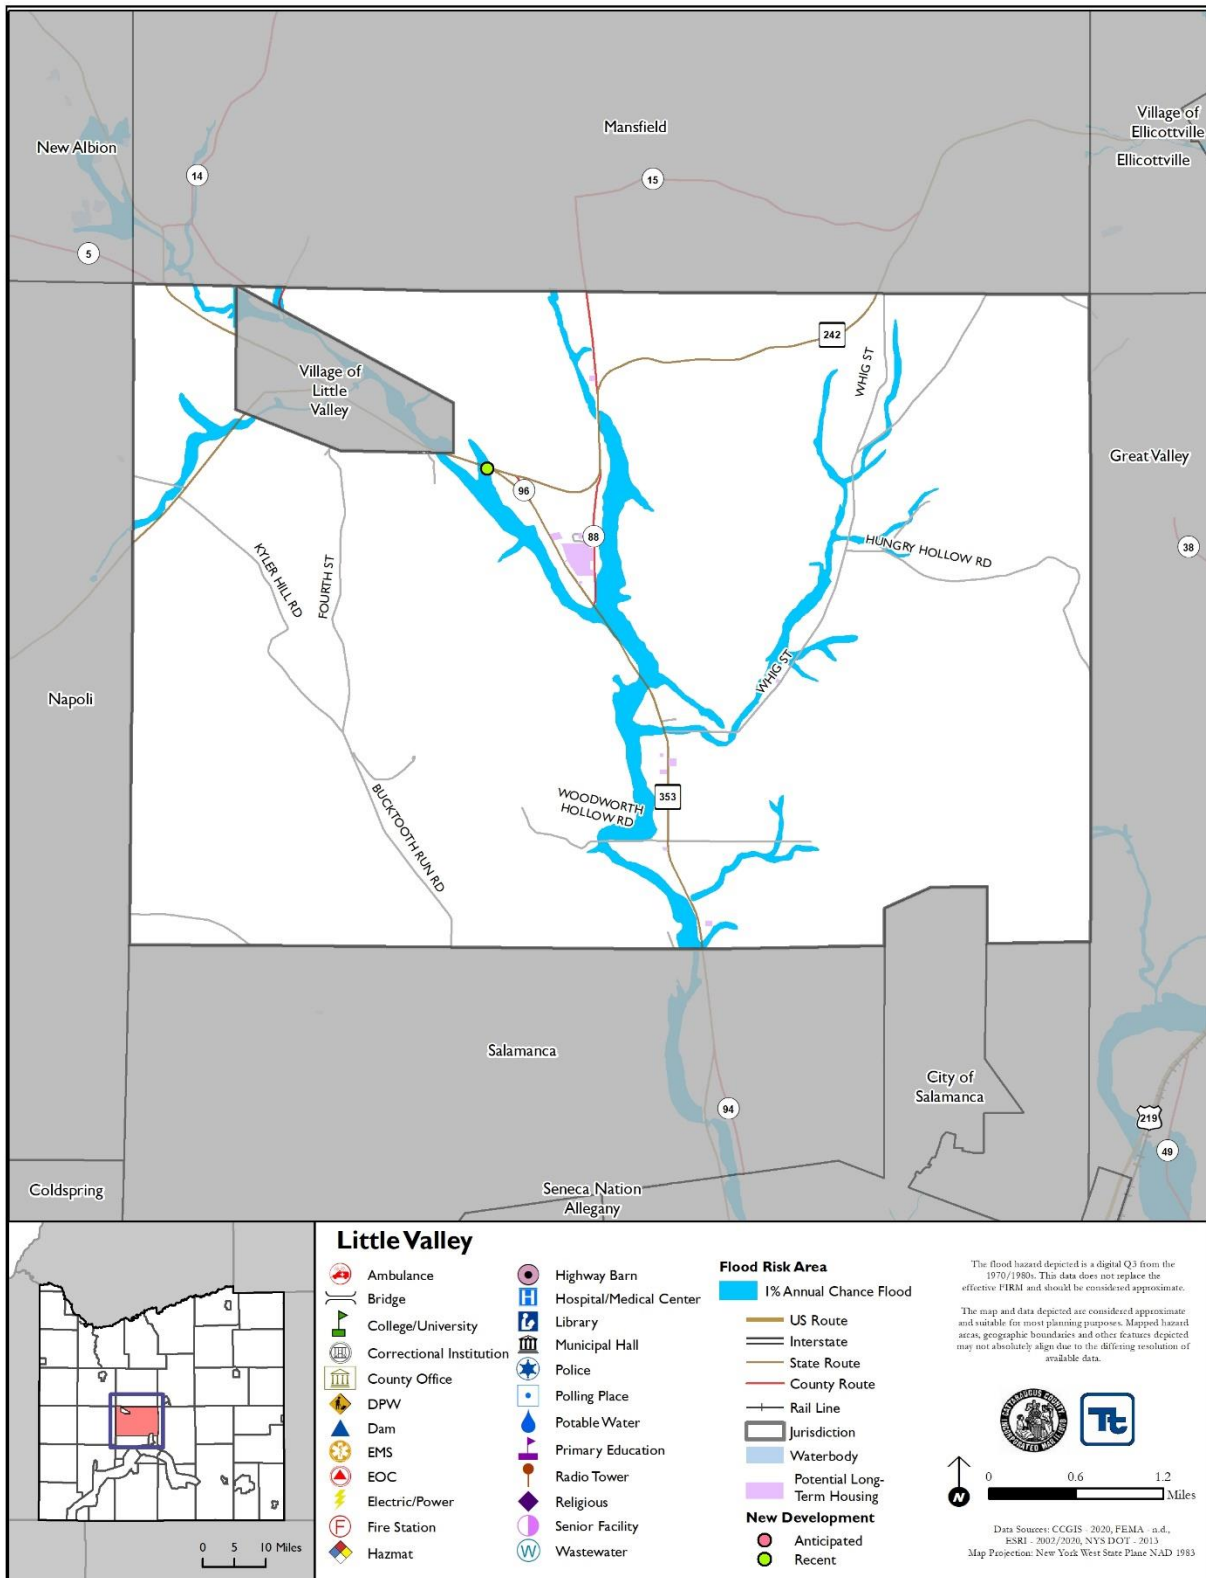 Mansfield
Village of
Ellicottville
Ellicottville
New Albion
14
15
5
242
WHIG ST
Village of
Little
Valley
Great Valley
96
88
38
HUNGRY HOLLOW RD
KYLER HILL RD
FOURTH ST
WHIG ST
Napoli
353
WOODWORTH
HOLLOW RD
BUCKTOOTH RUN RD
Salamanca
City of
Salamanca
94
219
49
Coldspring
Seneca Nation
Allegany
0 5 10 Miles
Little Valley
Ambulance
Bridge
College/University
Correctional Institution
County Office
DPW
Dam
EMS
EOC
Electric/Power
F
Fire Station
Hazmat
Highway Barn
H
Hospital/Medical Center
Library
Municipal Hall
Police
Polling Place
Potable Water
Primary Education
Radio Tower
Religious
Senior Facility
W
Wastewater
Flood Risk Area
1% Annual Chance Flood
US Route
Interstate
State Route
County Route
Rail Line
Jurisdiction
Waterbody
Potential Long-
Term Housing
New Development
Anticipated
Recent
The flood hazard depicted is a digital Q3 from the
1970/1980s. This data does not replace the
effective FIRM and should be considered approximate.
The map and data depicted are considered approximate
and suitable for most planning purposes. Mapped hazard
areas, geographic boundaries and other features depicted
may not absolutely align due to the differing resolution of
available data.
Tt
N
0 0.6 1.2
Miles
Data Sources: CCGIS - 2020, FEMA - n.d.,
ESRI - 2002/2020, NYS DOT - 2013
Map Projection: New York West State Plane NAD 1983